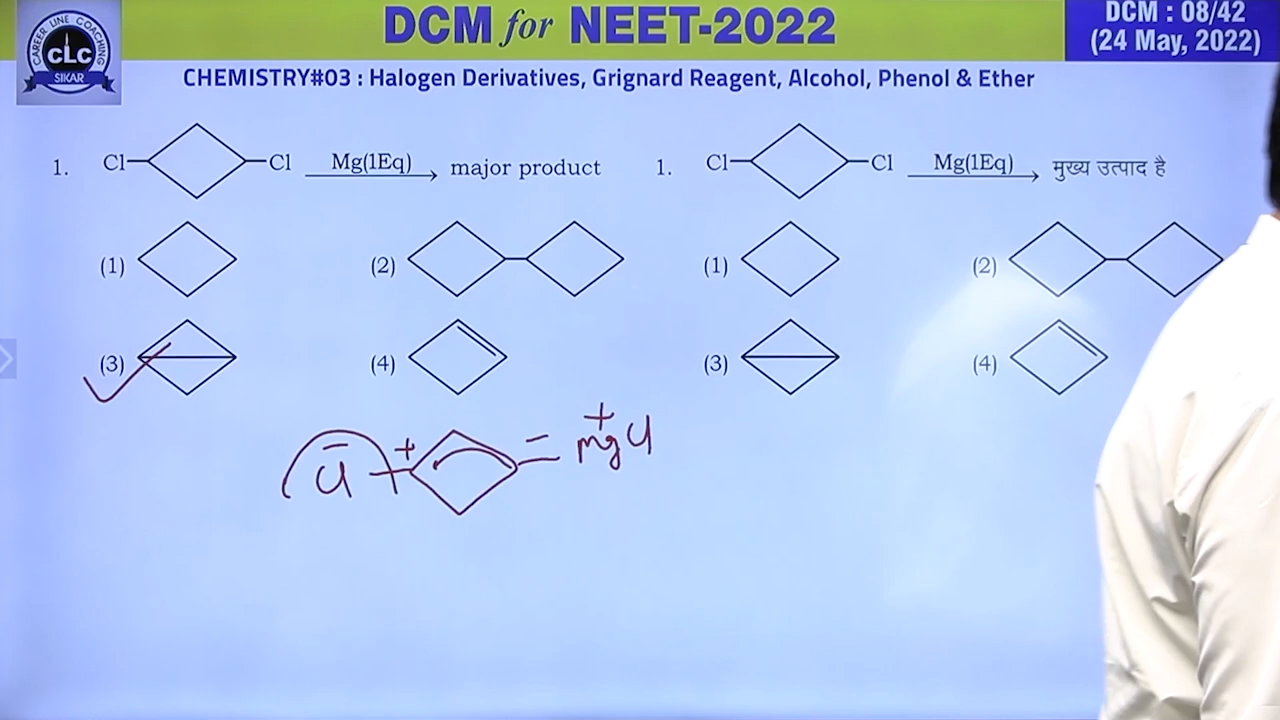 CAREER LINE COACHING
CLC
SIKAR
DCM for NEET-2022
DCM : 08/42
(24 May, 2022)
CHEMISTRY#03 : Halogen Derivatives, Grignard Reagent, Alcohol, Phenol & Ether
1. Cl Cl Mg(1Eq) major product
(1) (2)
(3) (4)
1. Cl Cl Mg(1Eq) मुख्य उत्पाद है
(1) (2)
(3) (4)
Cl + - + MgCl